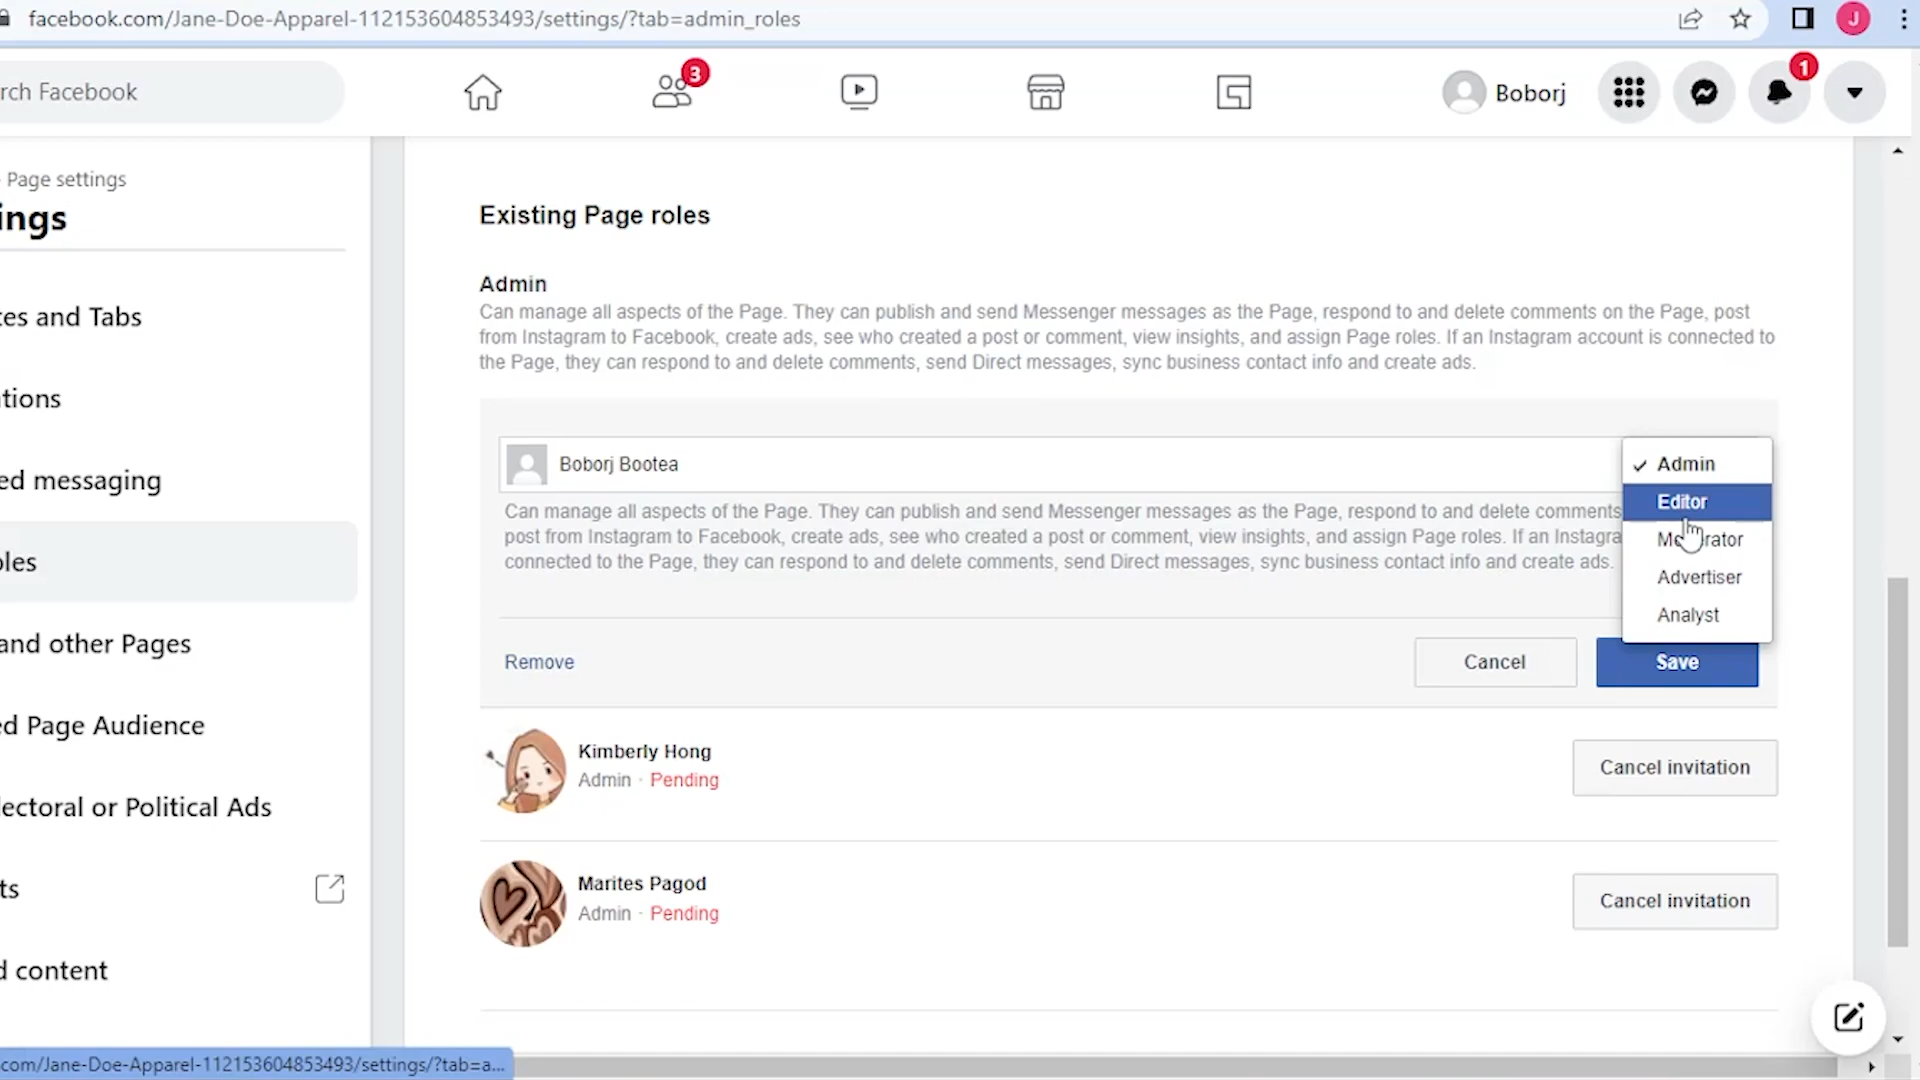 facebook.com/Jane-Doe-Apparel-112153604853493/settings/?tab=admin_roles
J
rch Facebook
3
Boborj
1
Page settings
ings
es and Tabs
tions
ed messaging
oles
and other Pages
ed Page Audience
lectoral or Political Ads
ts
d content
Existing Page roles
Admin
Can manage all aspects of the Page. They can publish and send Messenger messages as the Page, respond to and delete comments on the Page, post
from Instagram to Facebook, create ads, see who created a post or comment, view insights, and assign Page roles. If an Instagram account is connected to
the Page, they can respond to and delete comments, send Direct messages, sync business contact info and create ads.
Boborj Bootea
Can manage all aspects of the Page. They can publish and send Messenger messages as the Page, respond to and delete comments
post from Instagram to Facebook, create ads, see who created a post or comment, view insights, and assign Page roles. If an Instagra
connected to the Page, they can respond to and delete comments, send Direct messages, sync business contact info and create ads.
Admin
Editor
Advertiser
Analyst
Remove
Cancel
Save
Kimberly Hong
Admin · Pending
Cancel invitation
Marites Pagod
Admin · Pending
Cancel invitation
com/Jane-Doe-Apparel-112153604853493/settings/?tab=a...